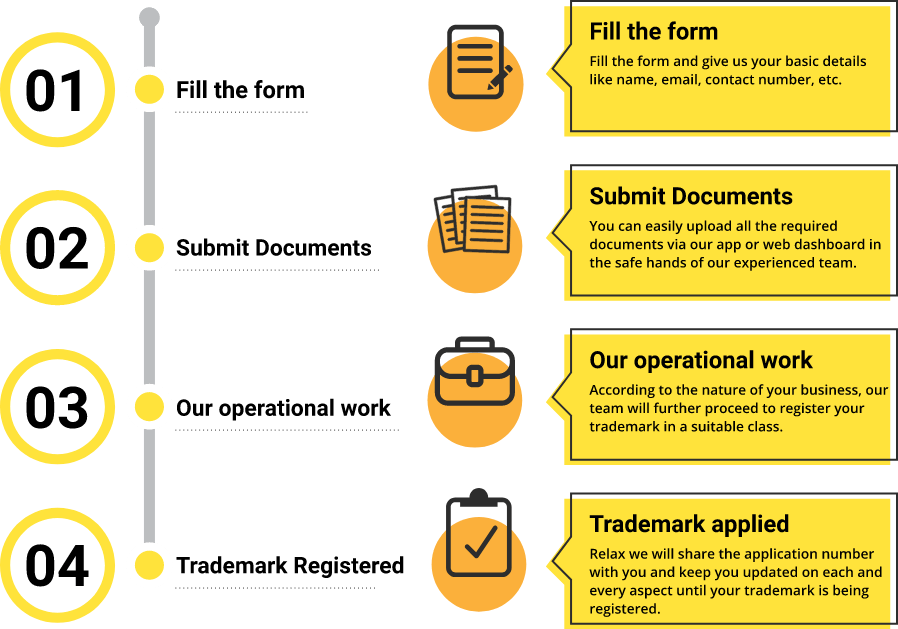 01
Fill the form
Fill the form
Fill the form and give us your basic details
like name, email, contact number, etc.
02
Submit Documents
Submit Documents
You can easily upload all the required
documents via our app or web dashboard in
the safe hands of our experienced team.
03
Our operational work
Our operational work
According to the nature of your business, our
team will further proceed to register your
trademark in a suitable class.
04
Trademark Registered
Trademark applied
Relax we will share the application number
with you and keep you updated on each and
every aspect until your trademark is being
registered.